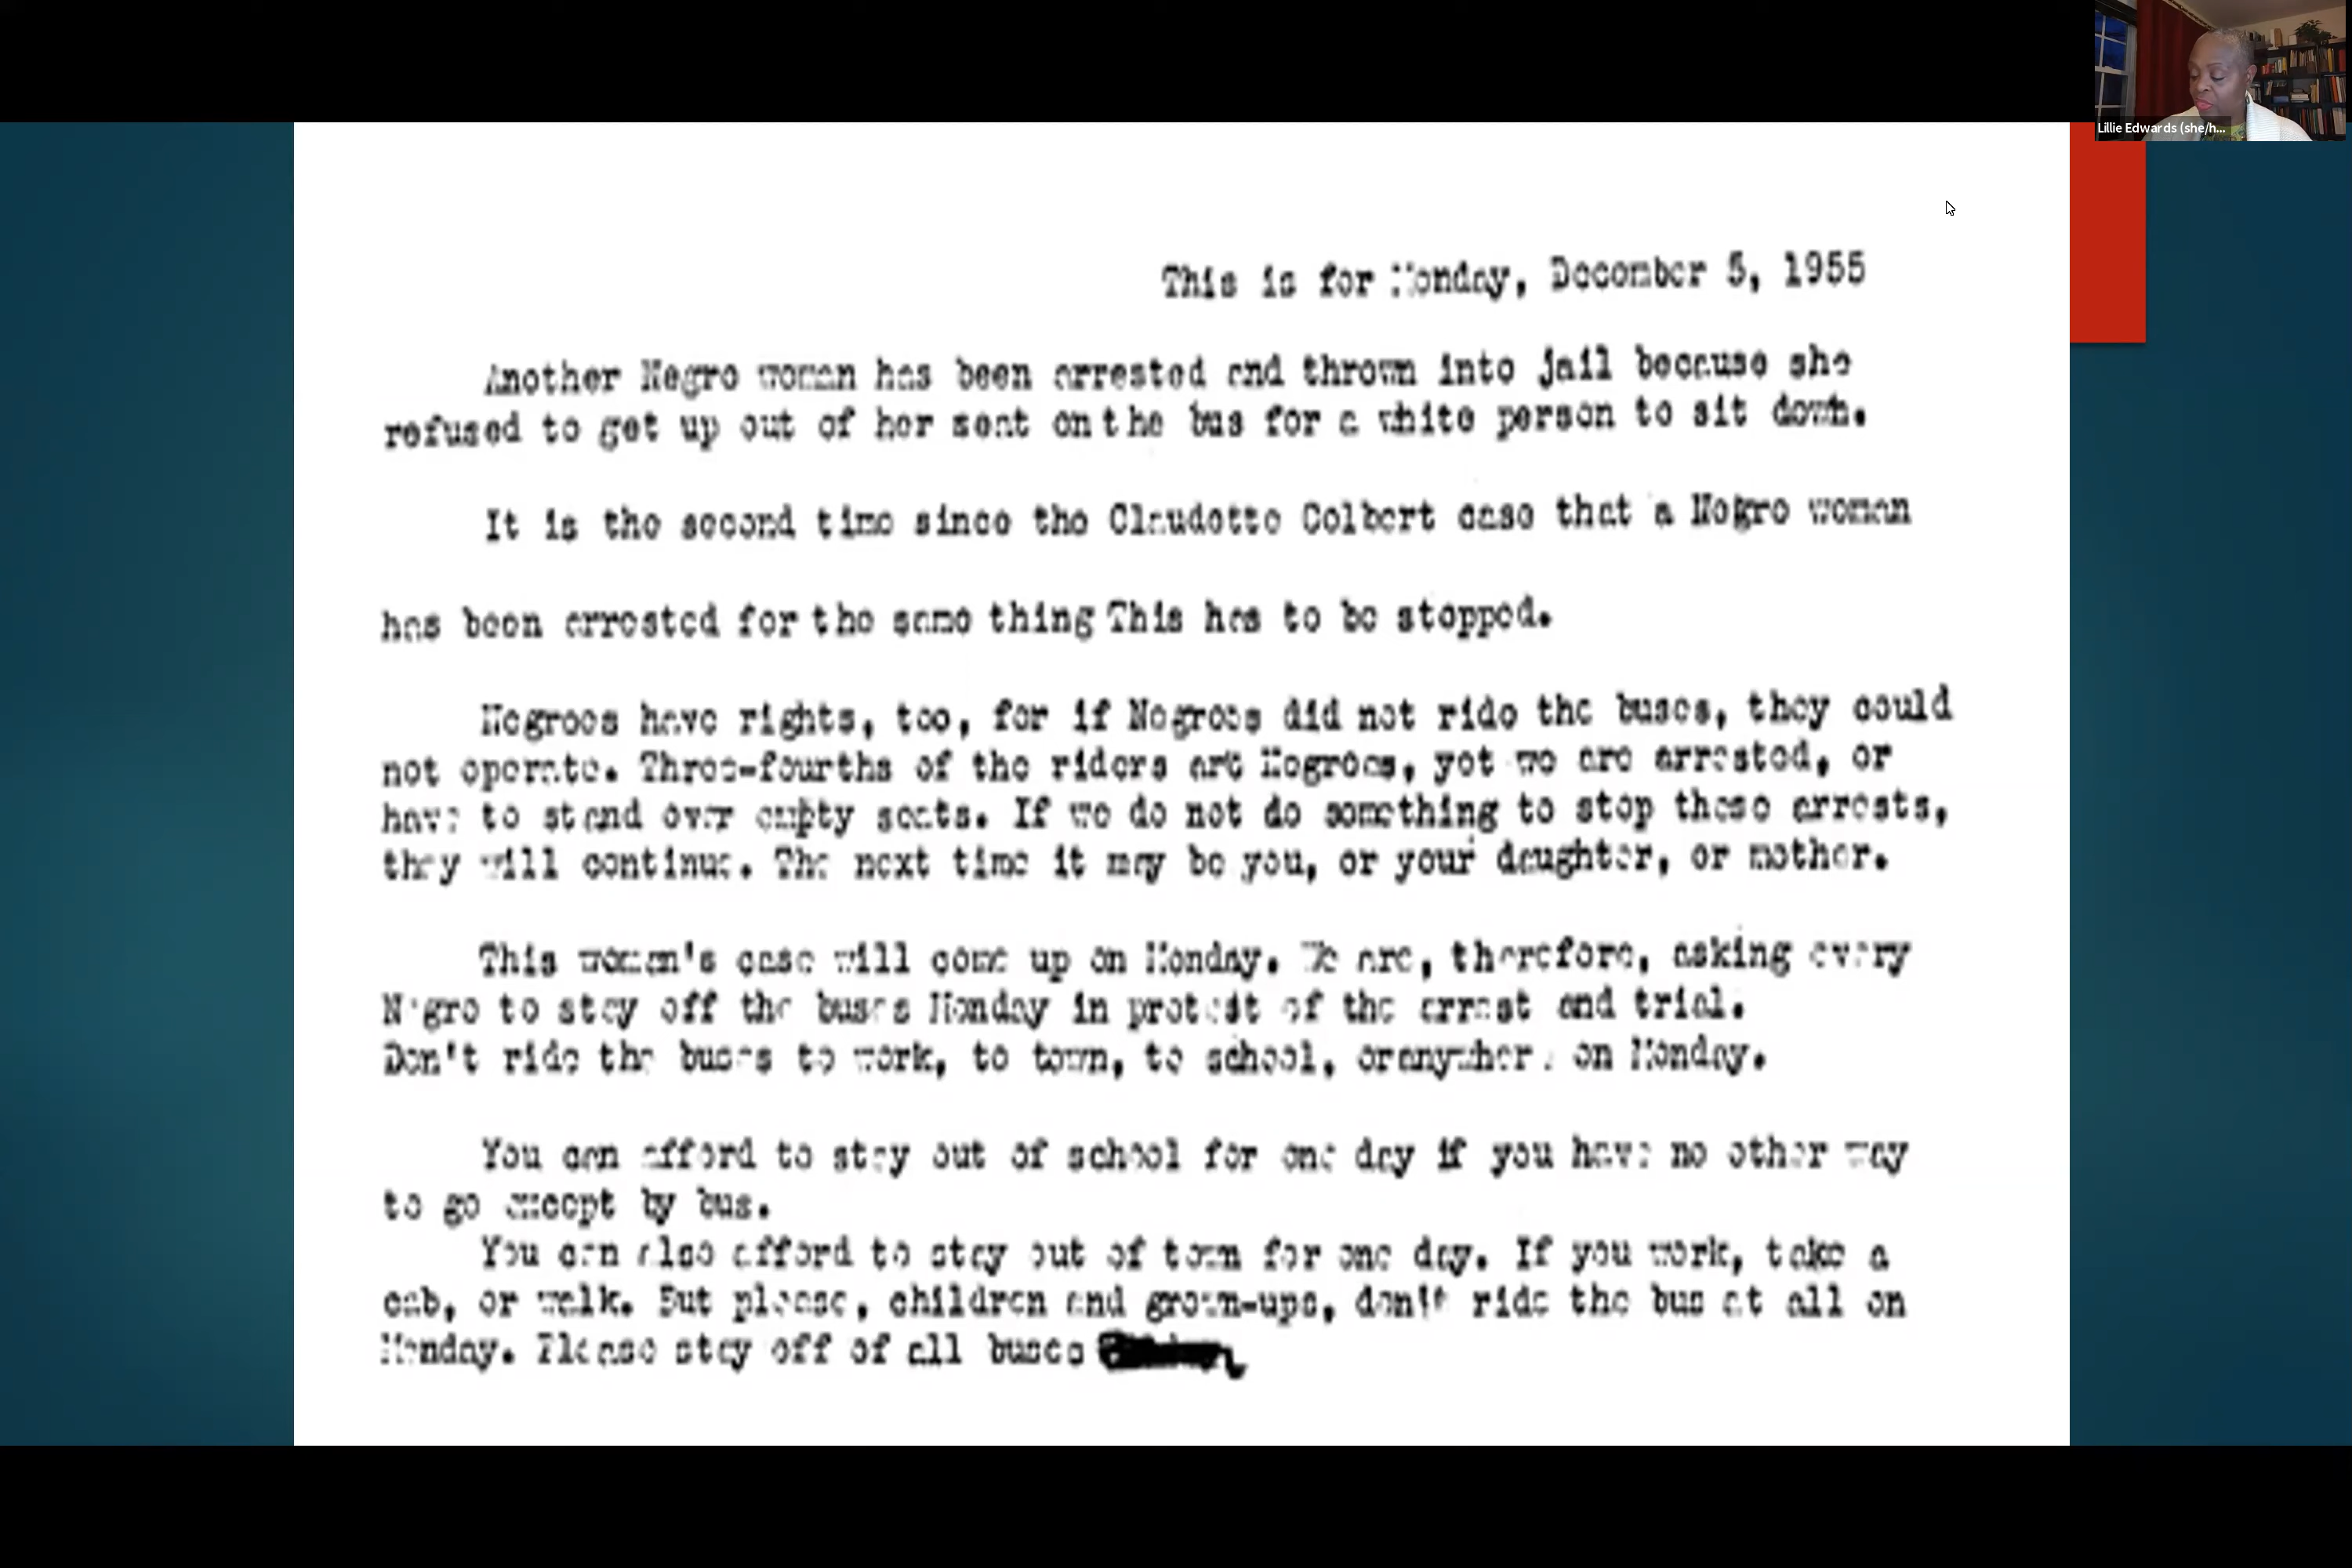 Lillie Edwards (she/h...
This is for Monday, December 5, 1955
Another Negro woman has been arrested and thrown into jail because she
refused to get up out of her seat on the bus for a white person to sit down.
It is the second time since the Claudette Colbert case that a Negro woman
has been arrested for the same thing This has to be stopped.
Negroes have rights, too, for if Negroes did not ride the buses, they could
not operate. Three-fourths of the riders are Negroes, yet we are arrested, or
have to stand over empty seats. If we do not do something to stop these arrests,
they will continue. The next time it may be you, or your daughter, or mother.
This woman's case will come up on Monday. We are, therefore, asking every
Negro to stay off the buses Monday in protest of the arrest and trial.
Don't ride the buses to work, to town, to school, oranywhere on Monday.
You can afford to stay out of school for one day if you have no other way
to go except by bus.
You can also afford to stay out of town for one day. If you work, take a
cab, or walk. But please, children and grown-ups, don't ride the bus at all on
Monday. Please stay off of all buses